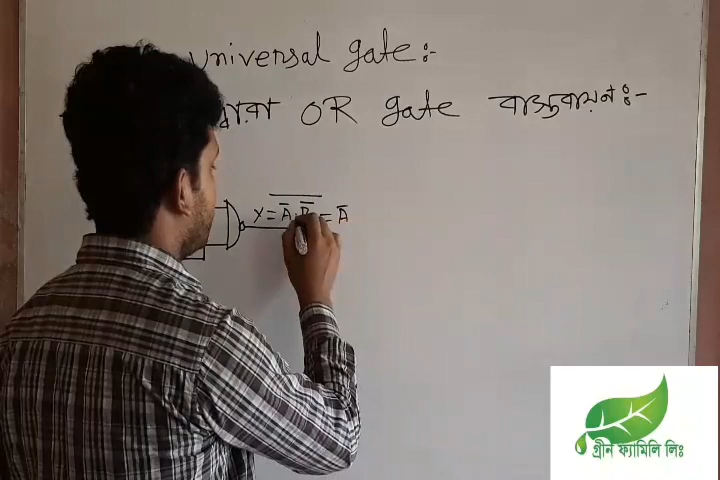 universal gate :-
দ্বারা OR gate বাস্তবায়ন :-
Y = A̅ . B̅ = A̅
গ্রীন ফ্যামিলি লিঃ